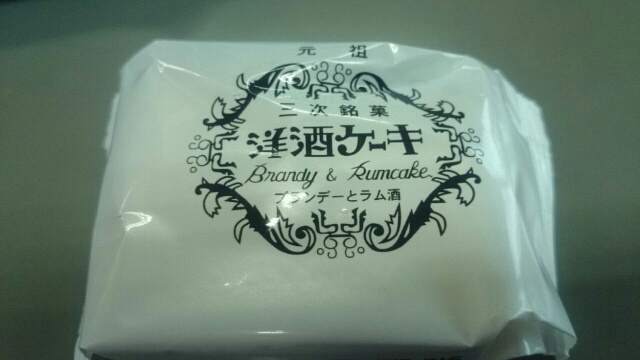 元祖
三次銘菓
洋酒ケーキ
Brandy & Rumcake
ブランデーとラム酒